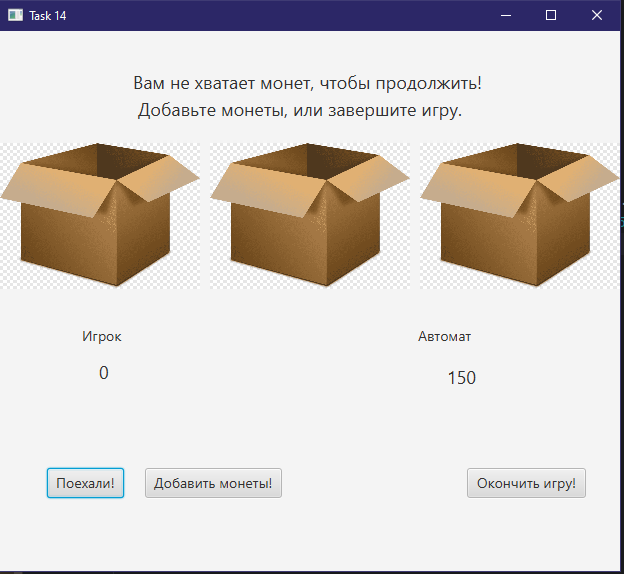 Task 14
Вам не хватает монет, чтобы продолжить!
Добавьте монеты, или завершите игру.
Игрок
Автомат
0
150
Поехали!
Добавить монеты!
Окончить игру!